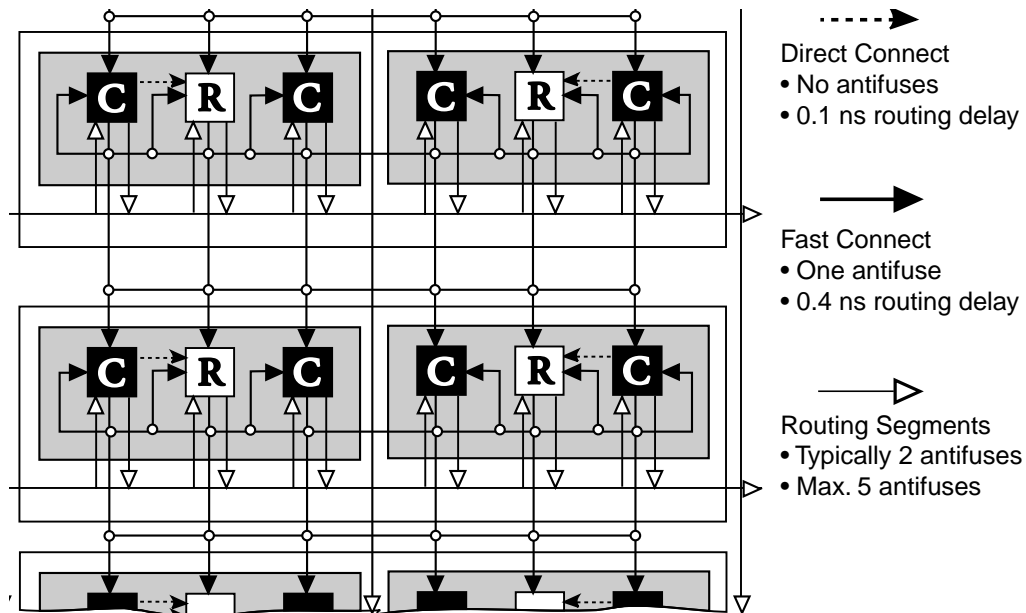 C R C C R C
C R C C R C
Direct Connect
• No antifuses
• 0.1 ns routing delay
Fast Connect
• One antifuse
• 0.4 ns routing delay
Routing Segments
• Typically 2 antifuses
• Max. 5 antifuses